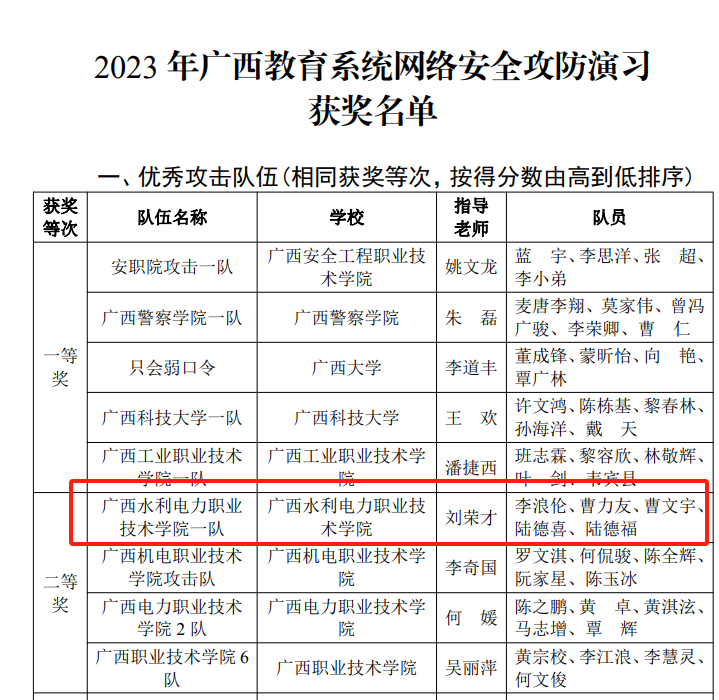 2023 年广西教育系统网络安全攻防演习
获奖名单
一、优秀攻击队伍(相同获奖等次，按得分数由高到低排序)
获奖
等次
队伍名称
学校
指导
老师
队员
一等
奖
安职院攻击一队
广西安全工程职业技
术学院
姚文龙
蓝　宇、李思洋、张　超、
李小弟
广西警察学院一队
广西警察学院
朱　磊
麦唐李翔、莫家伟、曾冯
广骏、李荣卿、曹　仁
只会弱口令
广西大学
李道丰
董成锋、蒙昕怡、向　艳、
覃广林
广西科技大学一队
广西科技大学
王　欢
许文鸿、陈栋基、黎春林、
孙海洋、戴　天
广西工业职业技术
学院一队
广西工业职业技术学
院
潘捷西
班志霖、黎容欣、林敬辉、
叶　剑、韦宾县
二等
奖
广西水利电力职业
技术学院一队
广西水利电力职业技
术学院
刘荣才
李浪伦、曹力友、曹文宇、
陆德喜、陆德福
广西机电职业技术
学院攻击队
广西机电职业技术学
院
李奇国
罗文淇、何侃骏、陈全辉、
阮家星、陈玉冰
广西电力职业技术
学院 2 队
广西电力职业技术学
院
何　媛
陈之鹏、黄　卓、黄淇泫、
马志增、覃　辉
广西职业技术学院 6
队
广西职业技术学院
吴丽萍
黄宗校、李江浪、李慧灵、
何文俊